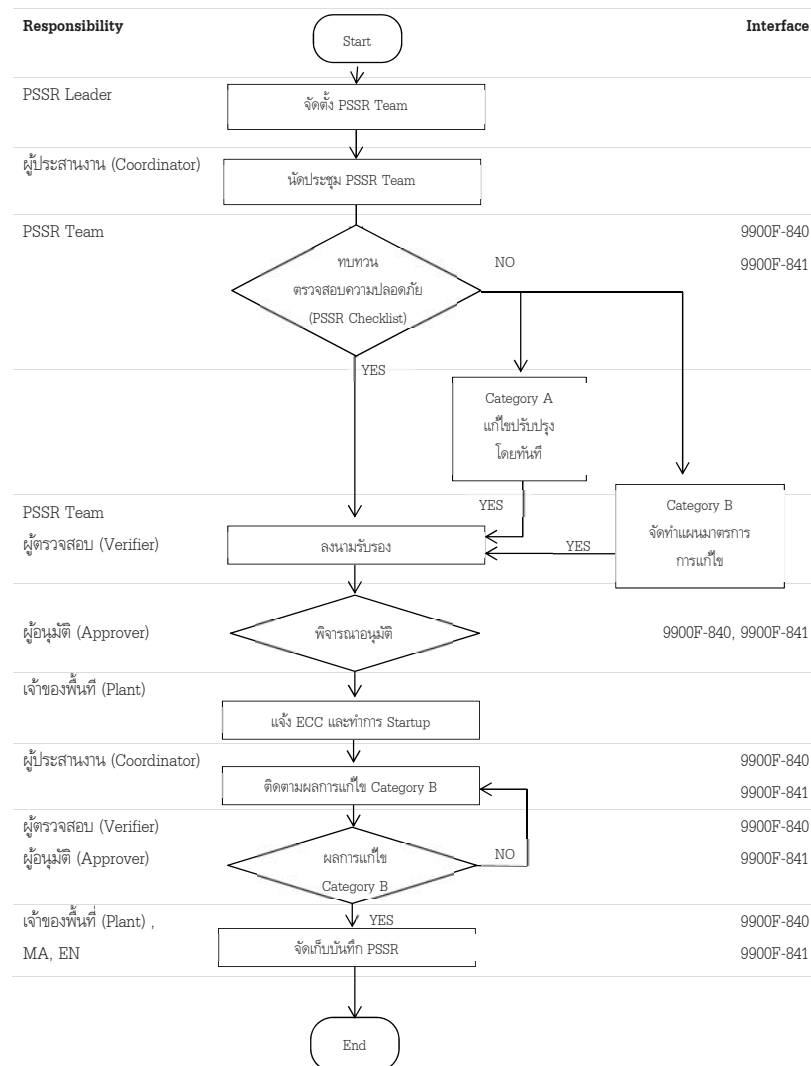 Responsibility
Interface
Start
PSSR Leader
จัดตั้ง PSSR Team
ผู้ประสานงาน (Coordinator)
นัดประชุม PSSR Team
PSSR Team
9900F-840
9900F-841
ทบทวน
ตรวจสอบความปลอดภัย
(PSSR Checklist)
NO
YES
Category A
แก้ไขปรับปรุง
โดยทันที
YES
PSSR Team
ผู้ตรวจสอบ (Verifier)
ลงนามรับรอง
YES
Category B
จัดทำแผนมาตรการ
การแก้ไข
ผู้อนุมัติ (Approver)
พิจารณาอนุมัติ
9900F-840, 9900F-841
เจ้าของพื้นที่ (Plant)
แจ้ง ECC และทำการ Startup
ผู้ประสานงาน (Coordinator)
9900F-840
ติดตามผลการแก้ไข Category B
9900F-841
ผู้ตรวจสอบ (Verifier)
9900F-840
ผู้อนุมัติ (Approver)
ผลการแก้ไข
Category B
NO
9900F-841
YES
เจ้าของพื้นที่ (Plant) ,
MA, EN
จัดเก็บบันทึก PSSR
9900F-840
9900F-841
End